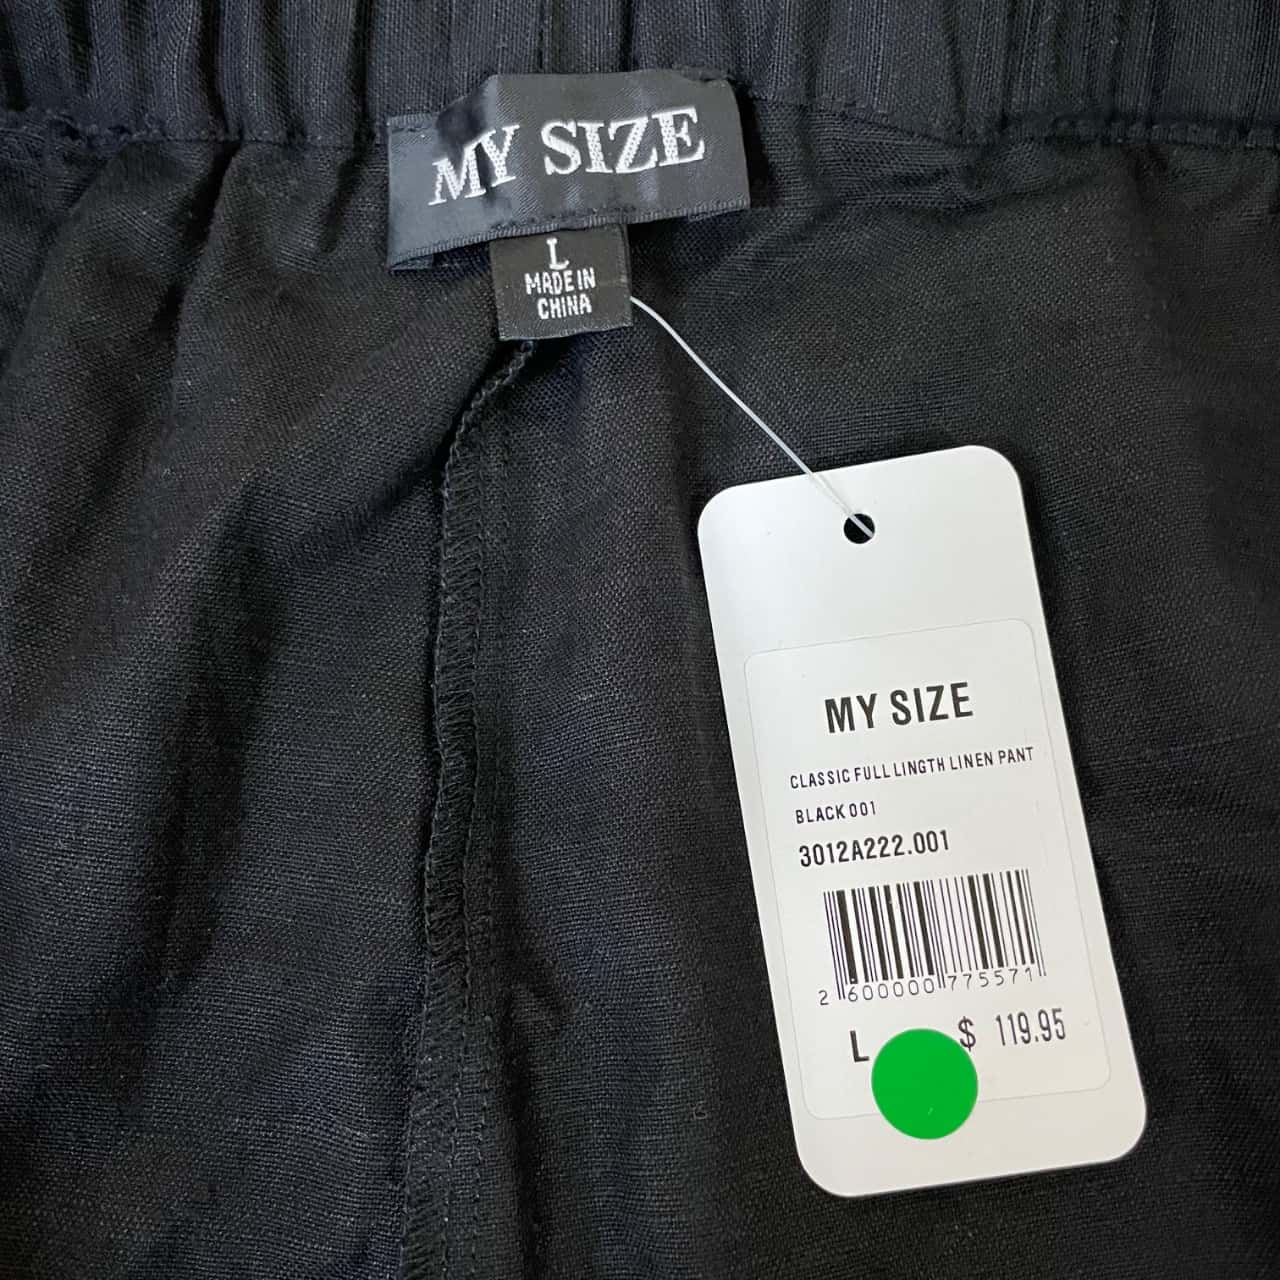 MY SIZE
L
MADE IN
CHINA
MY SIZE
CLASSIC FULL LINGTH LINEN PANT
BLACK 001
3012A222.001
2 600000 775571
L $ 119.95